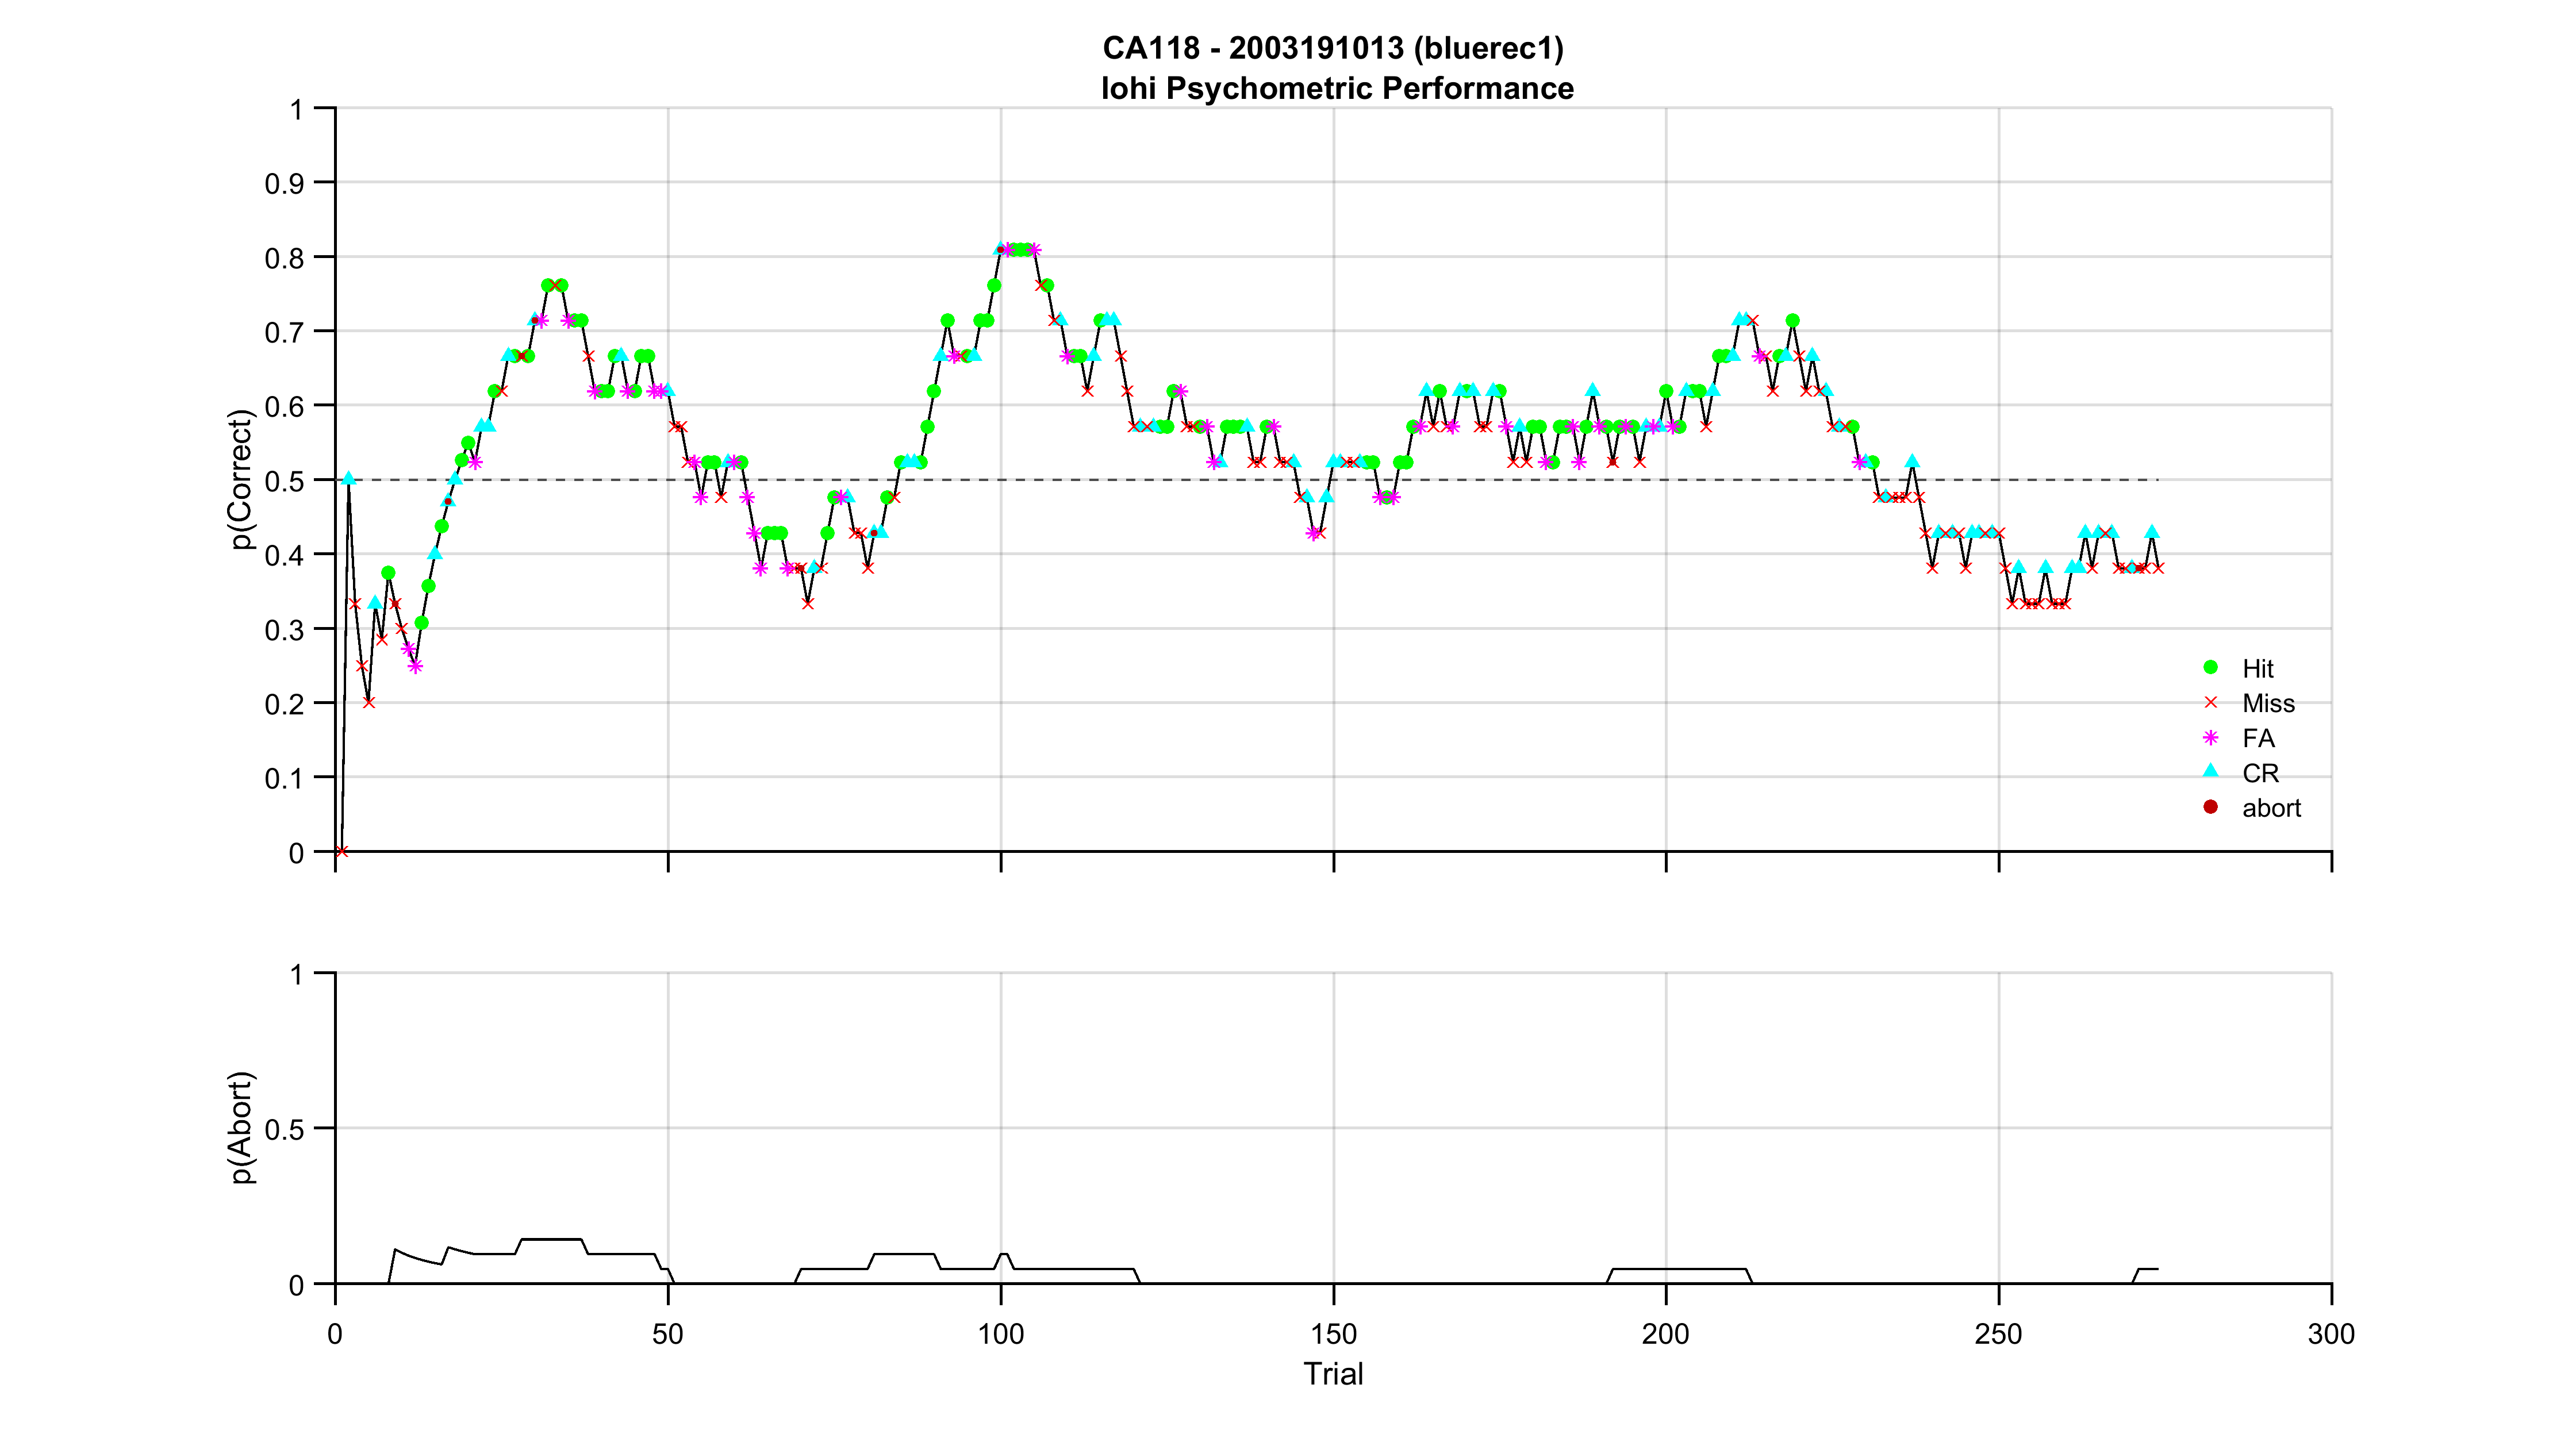 CA118 - 2003191013 (bluerec1)
lohi Psychometric Performance
1
0.9
0.8
0.7
0.6
0.5
0.4
0.3
0.2
0.1
0
p(Correct)
Hit
Miss
FA
CR
abort
1
0.5
0
p(Abort)
0 50 100 150 200 250 300
Trial